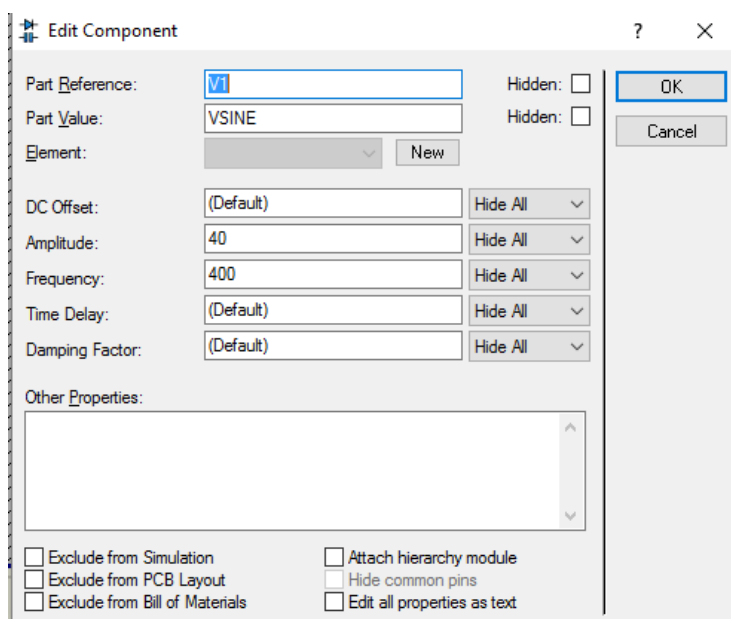 Edit Component ? ×
Part Reference: V1 Hidden: OK
Part Value: VSINE Hidden: Cancel
Element: New
DC Offset: (Default) Hide All
Amplitude: 40 Hide All
Frequency: 400 Hide All
Time Delay: (Default) Hide All
Damping Factor: (Default) Hide All
Other Properties:
Exclude from Simulation Attach hierarchy module
Exclude from PCB Layout Hide common pins
Exclude from Bill of Materials Edit all properties as text